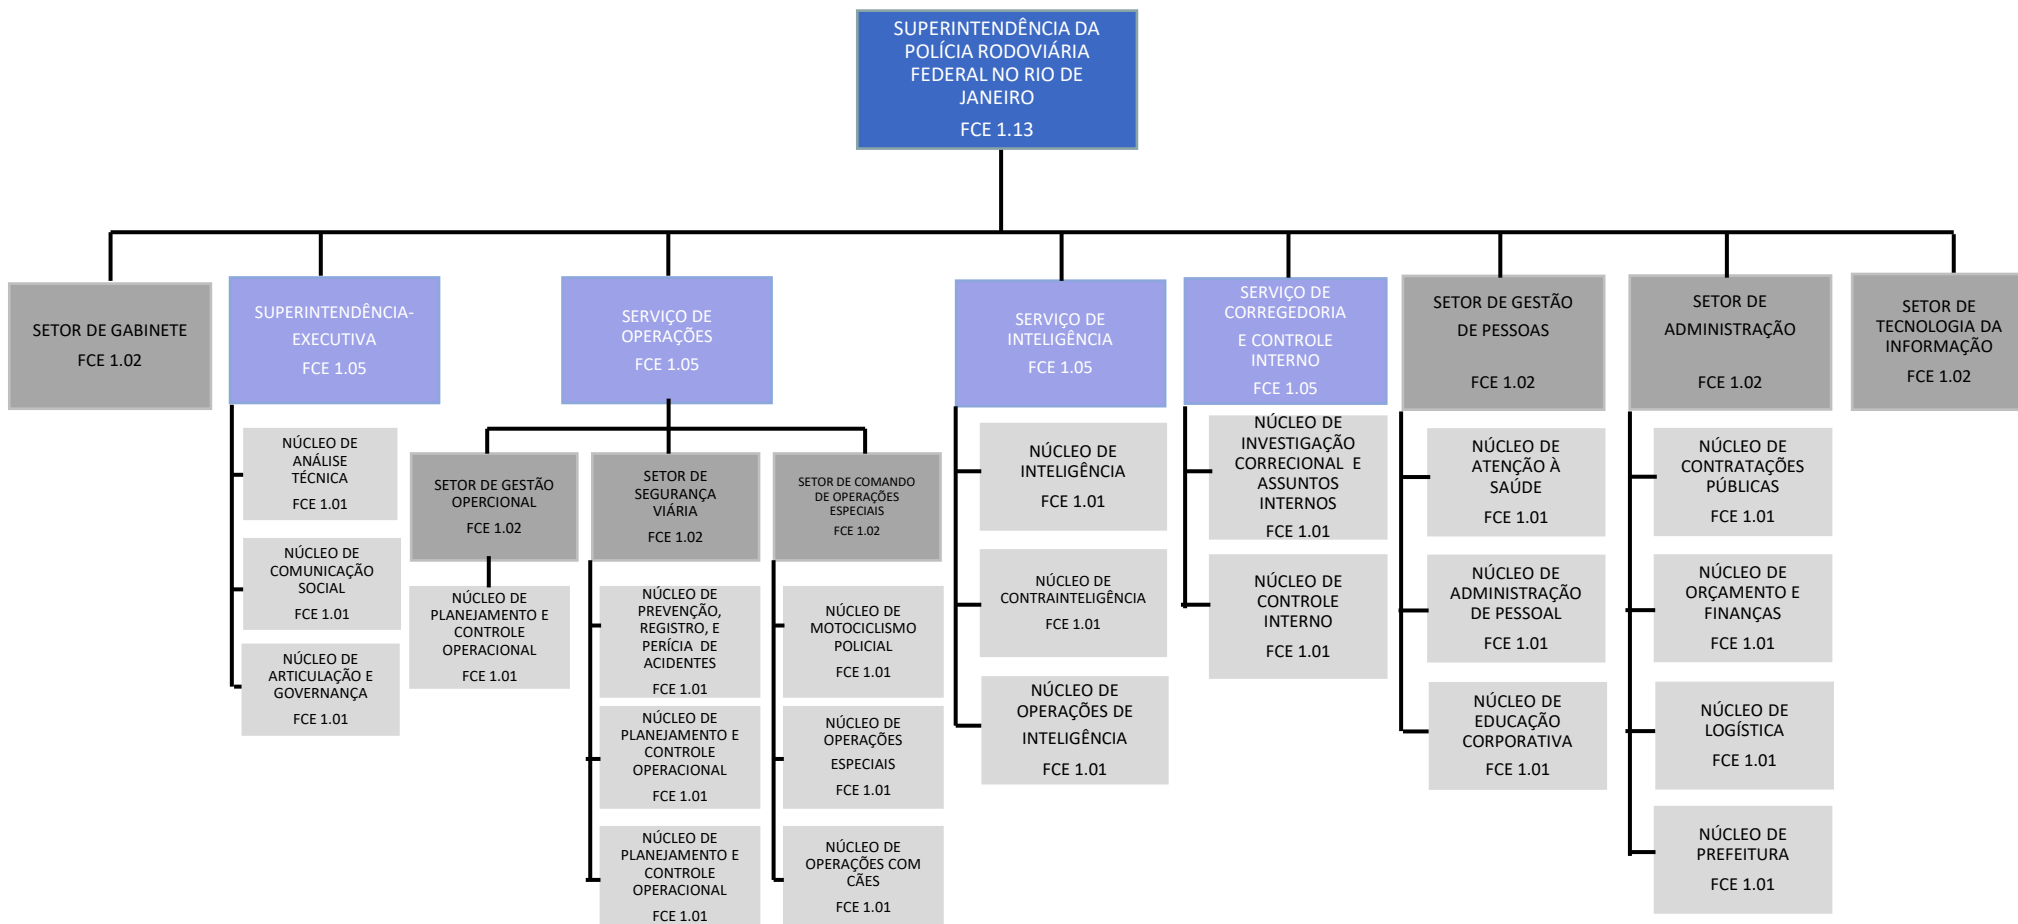 SUPERINTENDÊNCIA DA
POLÍCIA RODOVIÁRIA
FEDERAL NO RIO DE
JANEIRO
FCE 1.13
SETOR DE GABINETE
FCE 1.02
SUPERINTENDÊNCIA-
EXECUTIVA
FCE 1.05
SERVIÇO DE
OPERAÇÕES
FCE 1.05
SERVIÇO DE
INTELIGÊNCIA
FCE 1.05
SERVIÇO DE
CORREGEDORIA
E CONTROLE
INTERNO
FCE 1.05
SETOR DE GESTÃO
DE PESSOAS
FCE 1.02
SETOR DE
ADMINISTRAÇÃO
FCE 1.02
SETOR DE
TECNOLOGIA DA
INFORMAÇÃO
FCE 1.02
NÚCLEO DE
ANÁLISE
TÉCNICA
FCE 1.01
NÚCLEO DE
COMUNICAÇÃO
SOCIAL
FCE 1.01
NÚCLEO DE
ARTICULAÇÃO E
GOVERNANÇA
FCE 1.01
SETOR DE GESTÃO
OPERCIONAL
FCE 1.02
NÚCLEO DE
PLANEJAMENTO E
CONTROLE
OPERACIONAL
FCE 1.01
SETOR DE
SEGURANÇA
VIÁRIA
FCE 1.02
NÚCLEO DE
PREVENÇÃO,
REGISTRO, E
PERÍCIA DE
ACIDENTES
FCE 1.01
NÚCLEO DE
PLANEJAMENTO E
CONTROLE
OPERACIONAL
FCE 1.01
NÚCLEO DE
PLANEJAMENTO E
CONTROLE
OPERACIONAL
FCE 1.01
SETOR DE COMANDO
DE OPERAÇÕES
ESPECIAIS
FCE 1.02
NÚCLEO DE
MOTOCICLISMO
POLICIAL
FCE 1.01
NÚCLEO DE
OPERAÇÕES
ESPECIAIS
FCE 1.01
NÚCLEO DE
OPERAÇÕES COM
CÃES
FCE 1.01
NÚCLEO DE
INTELIGÊNCIA
FCE 1.01
NÚCLEO DE
CONTRAINTELIGÊNCIA
FCE 1.01
NÚCLEO DE
OPERAÇÕES DE
INTELIGÊNCIA
FCE 1.01
NÚCLEO DE
INVESTIGAÇÃO
CORRECIONAL E
ASSUNTOS
INTERNOS
FCE 1.01
NÚCLEO DE
CONTROLE
INTERNO
FCE 1.01
NÚCLEO DE
ATENÇÃO À
SAÚDE
FCE 1.01
NÚCLEO DE
ADMINISTRAÇÃO
DE PESSOAL
FCE 1.01
NÚCLEO DE
EDUCAÇÃO
CORPORATIVA
FCE 1.01
NÚCLEO DE
CONTRATAÇÕES
PÚBLICAS
FCE 1.01
NÚCLEO DE
ORÇAMENTO E
FINANÇAS
FCE 1.01
NÚCLEO DE
LOGÍSTICA
FCE 1.01
NÚCLEO DE
PREFEITURA
FCE 1.01